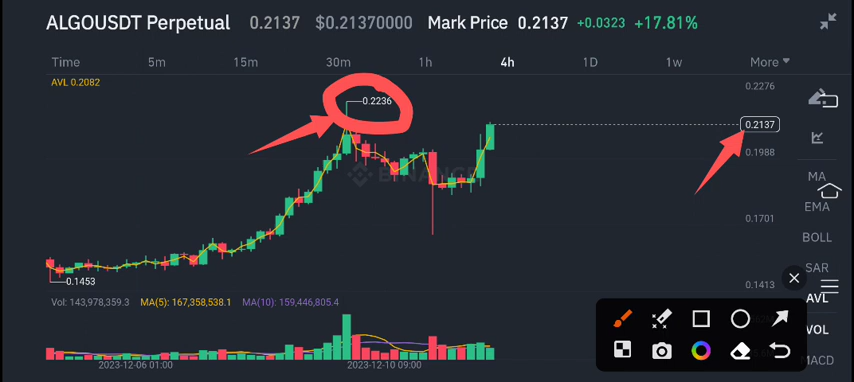 ALGOUSDT Perpetual 0.2137 $0.21370000 Mark Price 0.2137 +0.0323 +17.81%
Time 5m 15m 30m 1h 4h 1D 1w More
AVL 0.2082
0.2276
0.2236
0.2137
0.1988
BINANCE
MA
EMA
0.1701
BOLL
SAR
0.1453
0.1413
AVL
Vol: 143,978,359.3 MA(5): 167,358,538.1 MA(10): 159,446,805.4
VOL
MACD
2023-12-06 01:00 2023-12-10 09:00